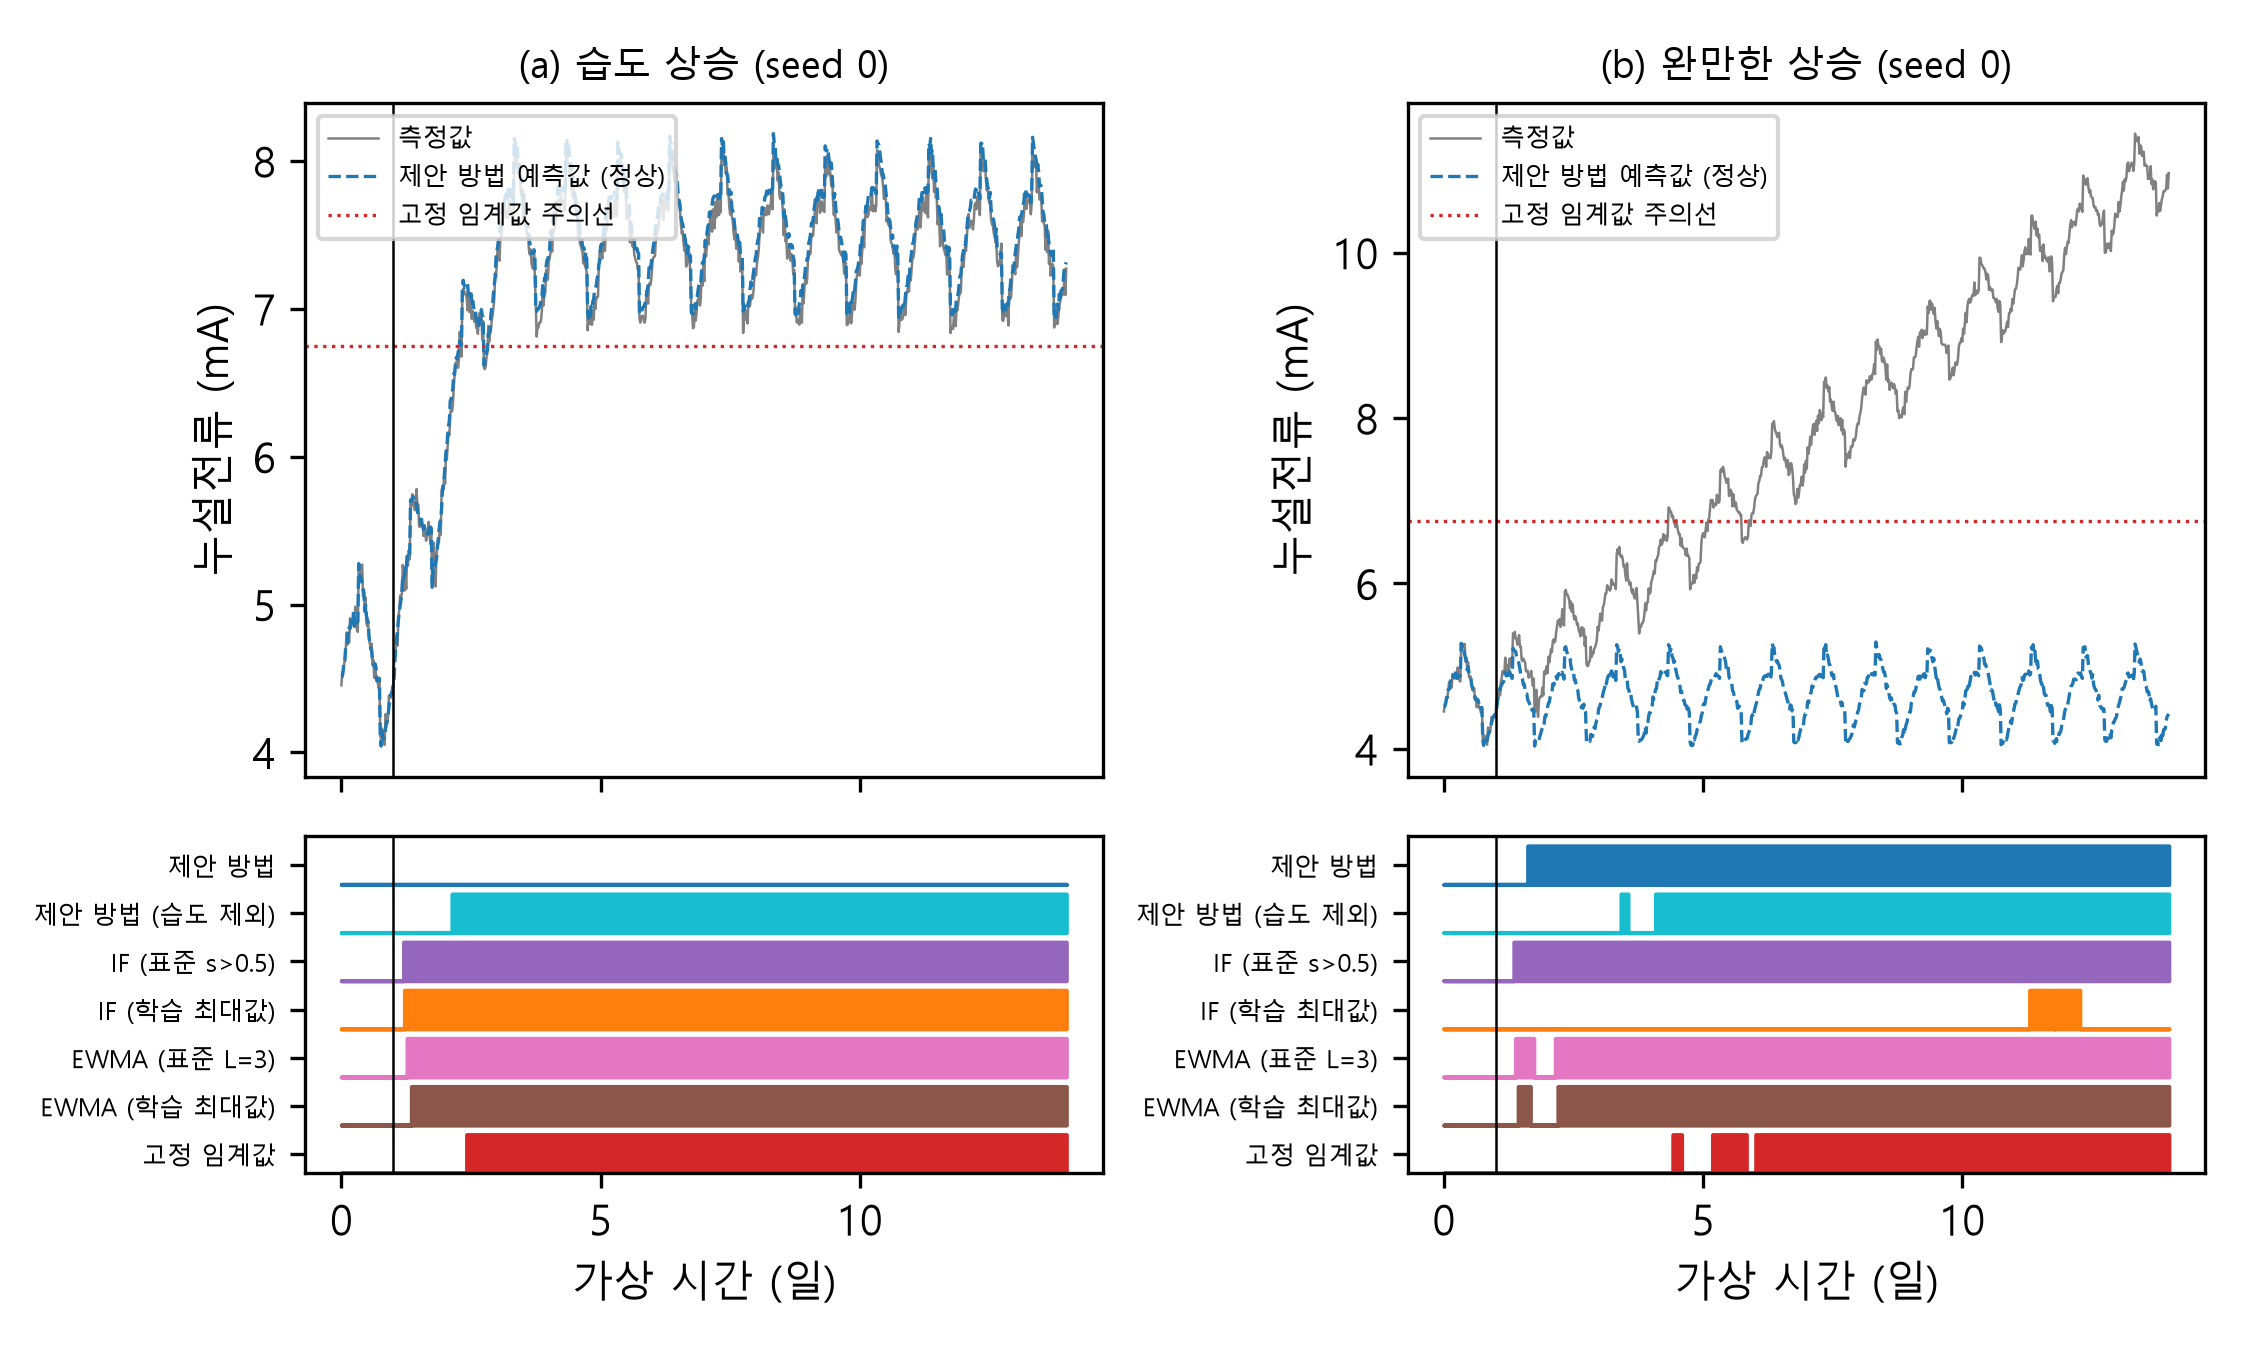 (a) 습도 상승 (seed 0)
측정값
제안 방법 예측값 (정상)
고정 임계값 주의선
누설전류 (mA)
8
7
6
5
4
제안 방법
제안 방법 (습도 제외)
IF (표준 s>0.5)
IF (학습 최대값)
EWMA (표준 L=3)
EWMA (학습 최대값)
고정 임계값
0 5 10
가상 시간 (일)
(b) 완만한 상승 (seed 0)
측정값
제안 방법 예측값 (정상)
고정 임계값 주의선
누설전류 (mA)
10
8
6
4
제안 방법
제안 방법 (습도 제외)
IF (표준 s>0.5)
IF (학습 최대값)
EWMA (표준 L=3)
EWMA (학습 최대값)
고정 임계값
0 5 10
가상 시간 (일)